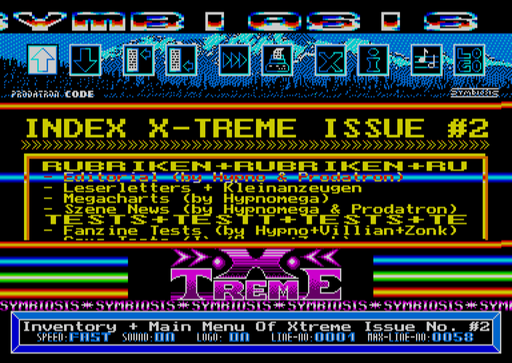 SYMBIOSIS
PRODATRON CODE
SYMBIOSIS
INDEX X-TREME ISSUE #2
RUBRIKEN+RUBRIKEN+RU
- Editorial (by Hypno & Prodatron)
- Leserletters + Kleinanzeygen
- Megacharts (by Hypnomega)
- Szene News (by Hypnomega & Prodatron)
TESTS+TESTT+TESTS+TE
- Fanzine Tests (by Hypno+Villian+Zonk)
X
TREME
SYMBIOSIS*SYMBIOSIS*SYMBIOSIS*SYMBIOSIS*SYMBIOSIS*SYMBIOSIS
Inventory + Main Menu Of Xtreme Issue No. #2
SPEED:FAST SOUND:ON LOGO: ON LINE-NO:0001 MAX-LINE-NO:0058